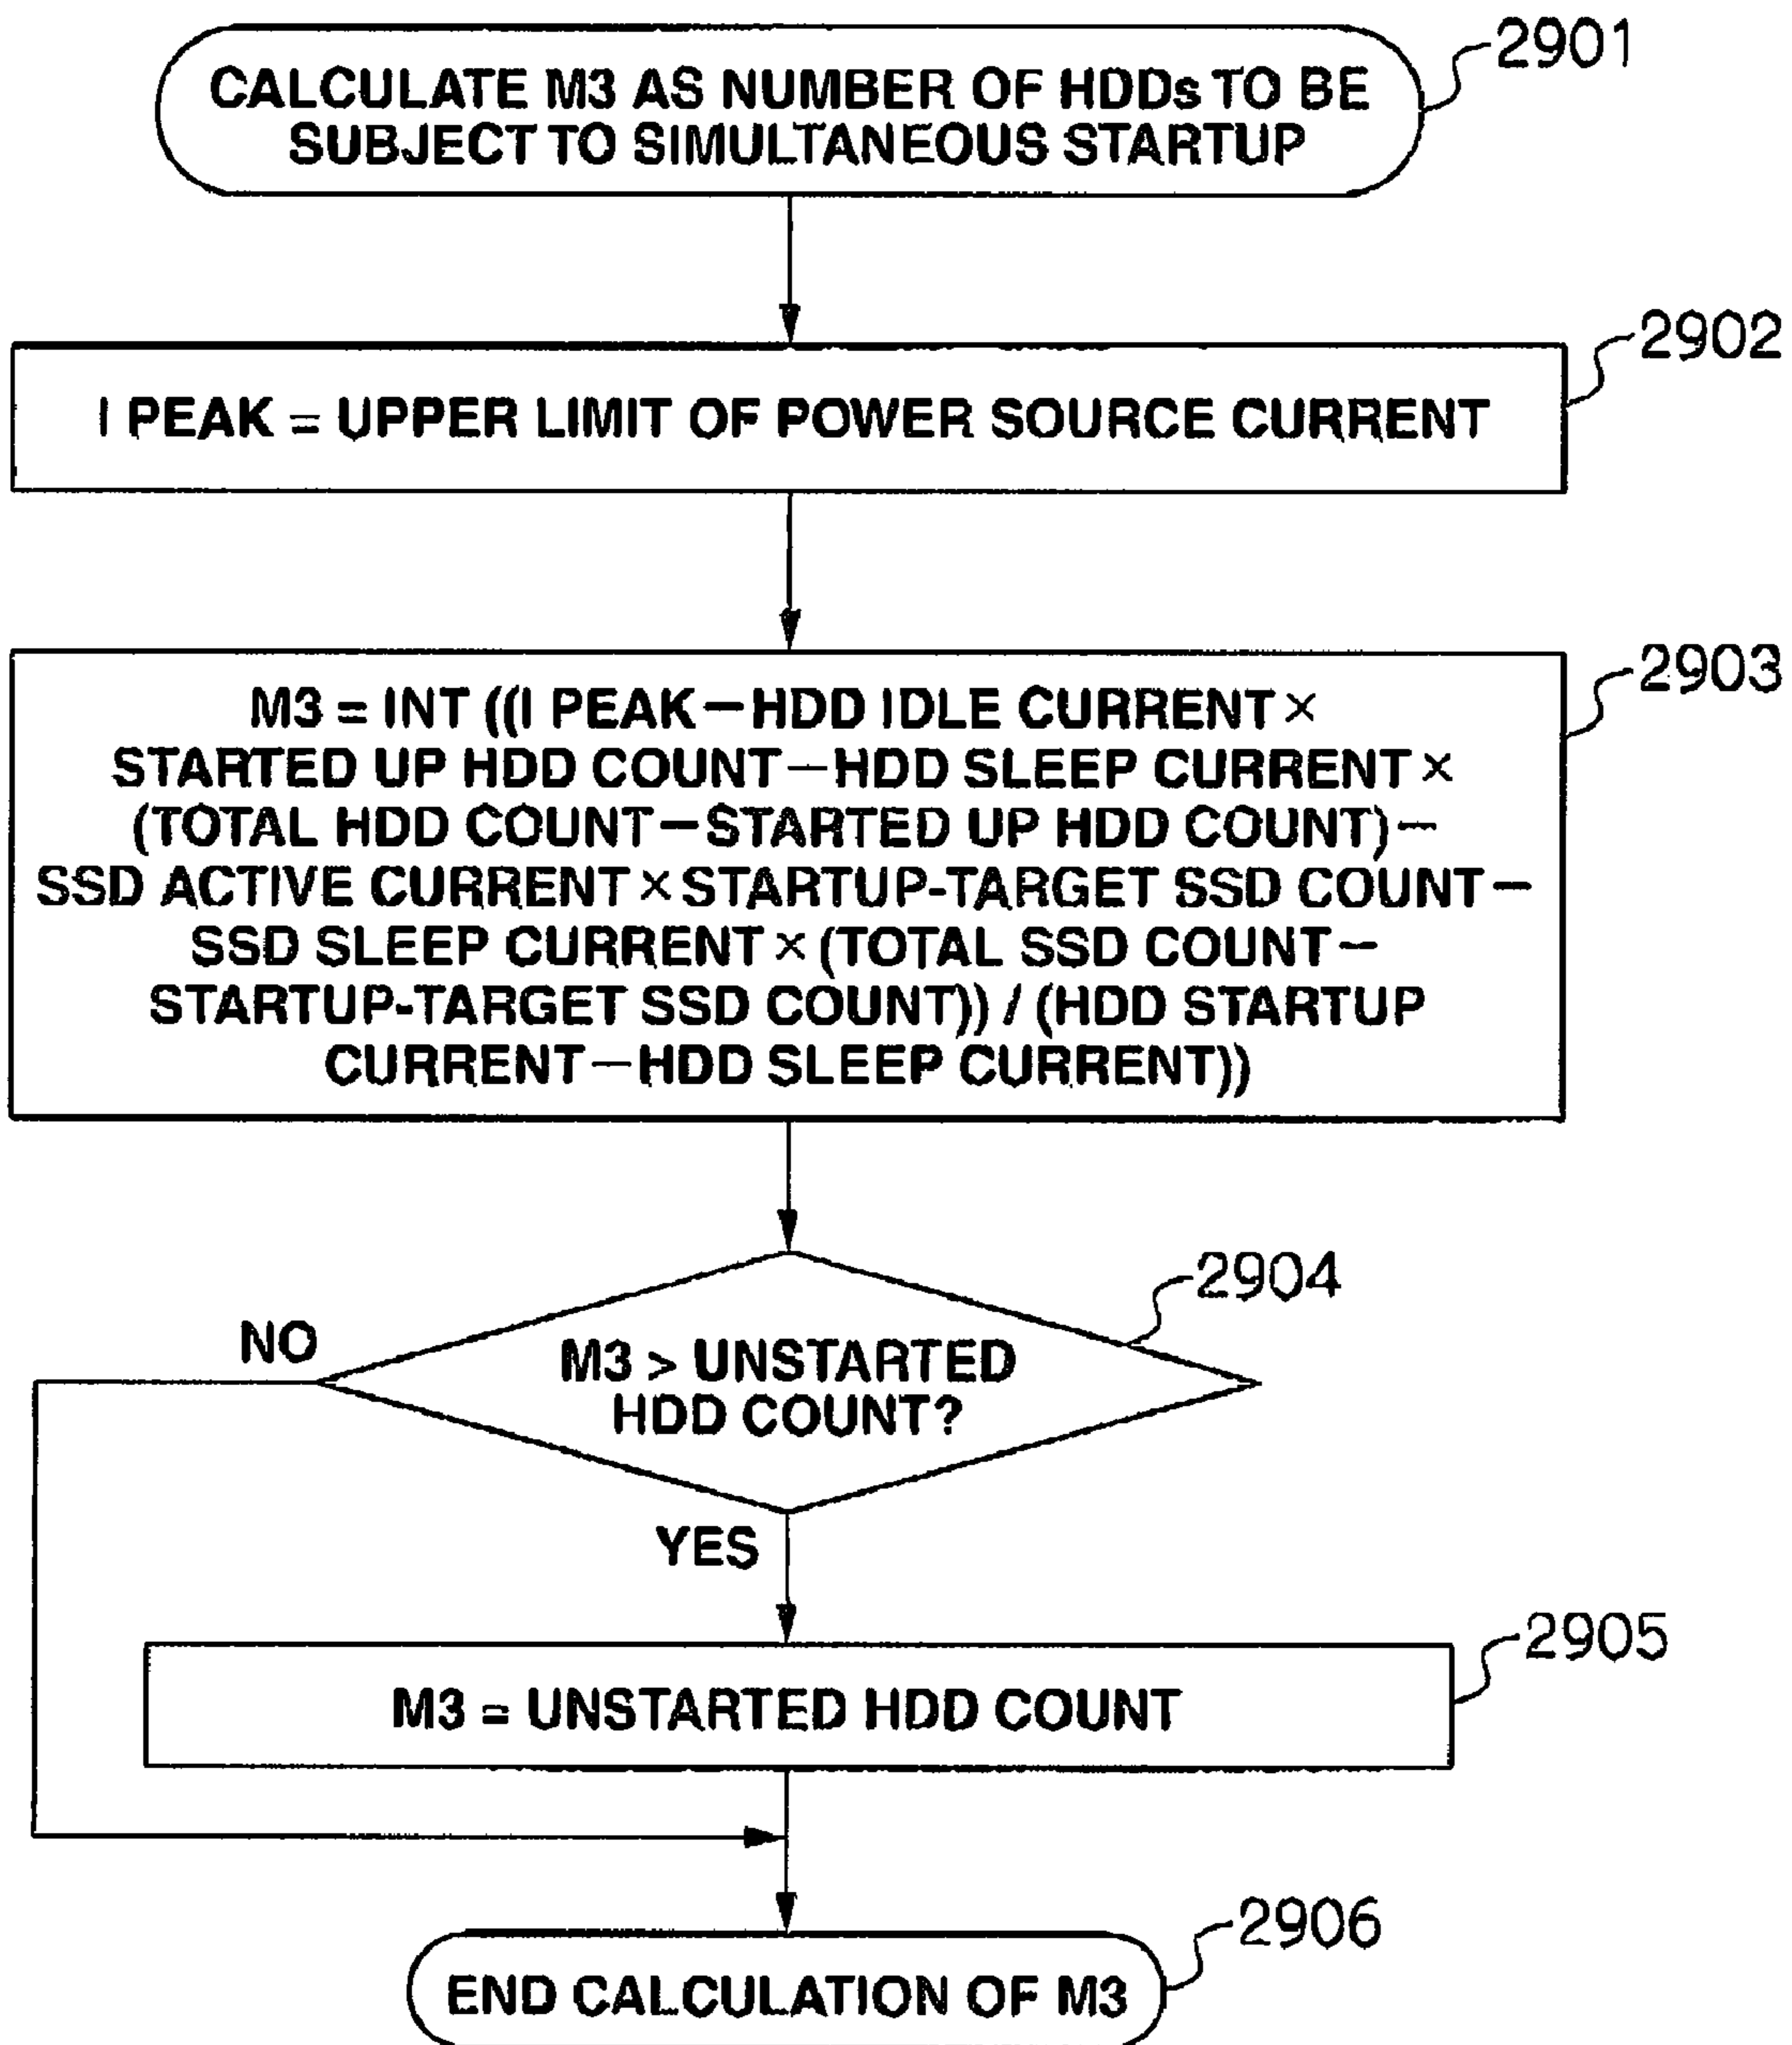 2901
CALCULATE M3 AS NUMBER OF HDDs TO BE
SUBJECT TO SIMULTANEOUS STARTUP
2902
I PEAK = UPPER LIMIT OF POWER SOURCE CURRENT
2903
M3 = INT ((I PEAK—HDD IDLE CURRENT ×
STARTED UP HDD COUNT—HDD SLEEP CURRENT ×
(TOTAL HDD COUNT—STARTED UP HDD COUNT)—
SSD ACTIVE CURRENT × STARTUP-TARGET SSD COUNT—
SSD SLEEP CURRENT × (TOTAL SSD COUNT—
STARTUP-TARGET SSD COUNT)) / (HDD STARTUP
CURRENT—HDD SLEEP CURRENT))
2904
NO
M3 > UNSTARTED
HDD COUNT?
YES
2905
M3 = UNSTARTED HDD COUNT
2906
END CALCULATION OF M3